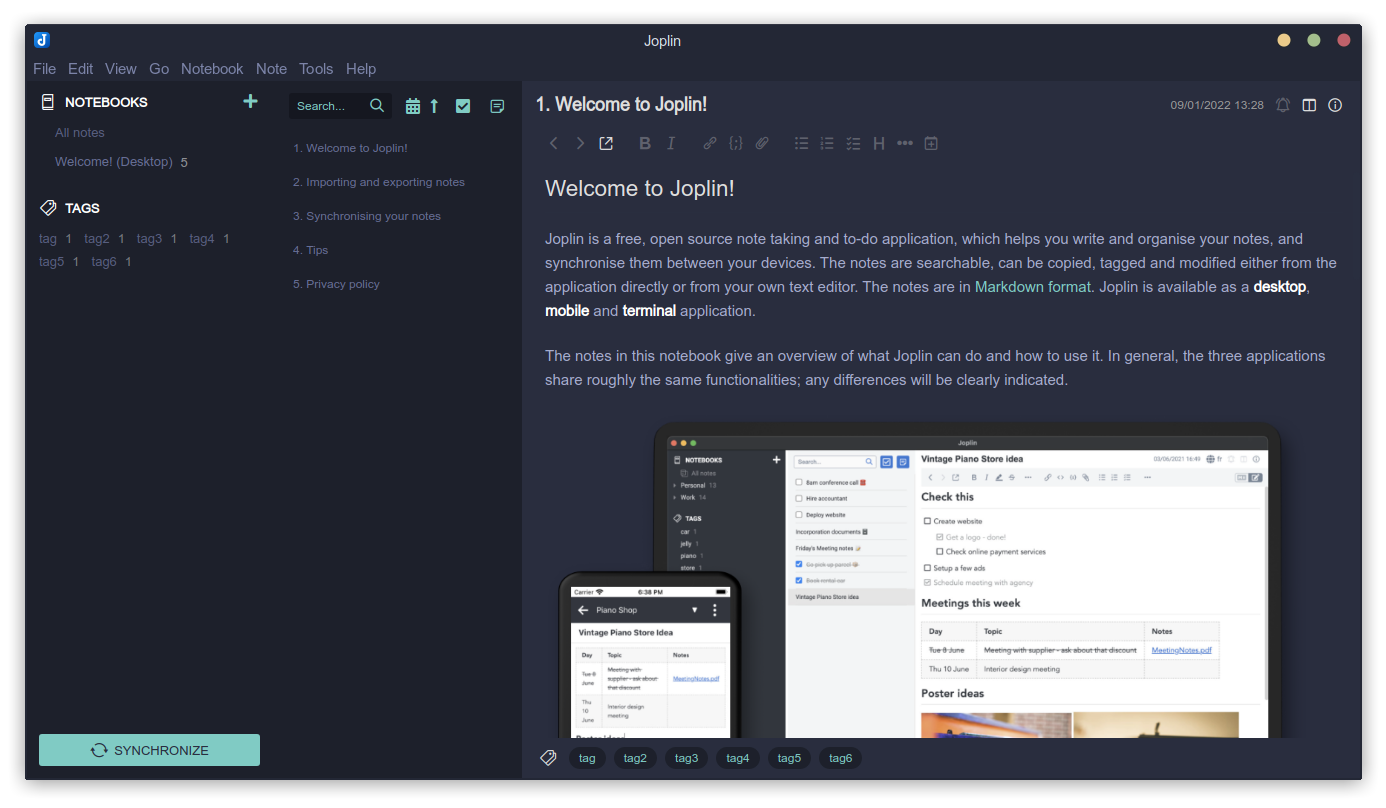 Joplin
File Edit View Go Notebook Note Tools Help
NOTEBOOKS
All notes
Welcome! (Desktop) 5
TAGS
tag 1 tag2 1 tag3 1 tag4 1
tag5 1 tag6 1
SYNCHRONIZE
Search...
1. Welcome to Joplin!
2. Importing and exporting notes
3. Synchronising your notes
4. Tips
5. Privacy policy
1. Welcome to Joplin!
09/01/2022 13:28
Welcome to Joplin!
Joplin is a free, open source note taking and to-do application, which helps you write and organise your notes, and
synchronise them between your devices. The notes are searchable, can be copied, tagged and modified either from the
application directly or from your own text editor. The notes are in Markdown format. Joplin is available as a desktop,
mobile and terminal application.
The notes in this notebook give an overview of what Joplin can do and how to use it. In general, the three applications
share roughly the same functionalities; any differences will be clearly indicated.
Joplin
NOTEBOOKS
All notes
Personal 13
Work 14
TAGS
car 1
jelly 1
piano 1
store 1
Search...
8am conference call
Hire accountant
Deploy website
Incorporation documents
Friday's Meeting notes
Go pick up parcel
Book rental car
Vintage Piano Store idea
Vintage Piano Store idea
03/06/2021 16:49 fr
Check this
Create website
Get a logo - done!
Check online payment services
Setup a few ads
Schedule meeting with agency
Meetings this week
Day Topic Notes
Tue 8 June Meeting with supplier - ask about that discount MeetingNotes.pdf
Thu 10 June Interior design meeting
Poster ideas
Carrier 6:38 PM
Piano Shop
Vintage Piano Store Idea
Day Topic Notes
Tue 8
June
Meeting with
supplier - ask about
that discount
MeetingNotes.pdf
Thu
10
June
Interior design
meeting
Poster ideas
tag tag2 tag3 tag4 tag5 tag6